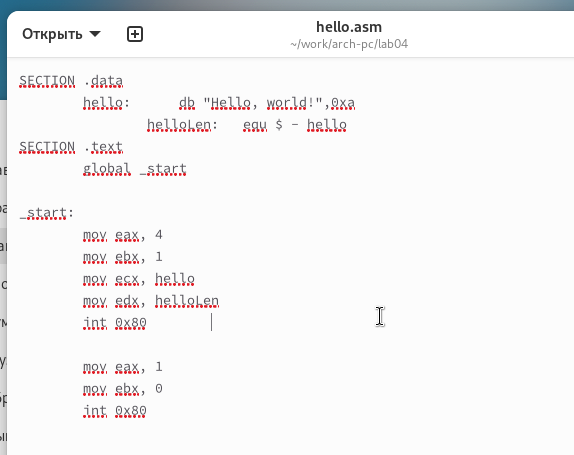 Открыть
hello.asm
~/work/arch-pc/lab04
SECTION .data
hello: db "Hello, world!",0xa
helloLen: equ $ - hello
SECTION .text
global _start
_start:
mov eax, 4
mov ebx, 1
mov ecx, hello
mov edx, helloLen
int 0x80
mov eax, 1
mov ebx, 0
int 0x80